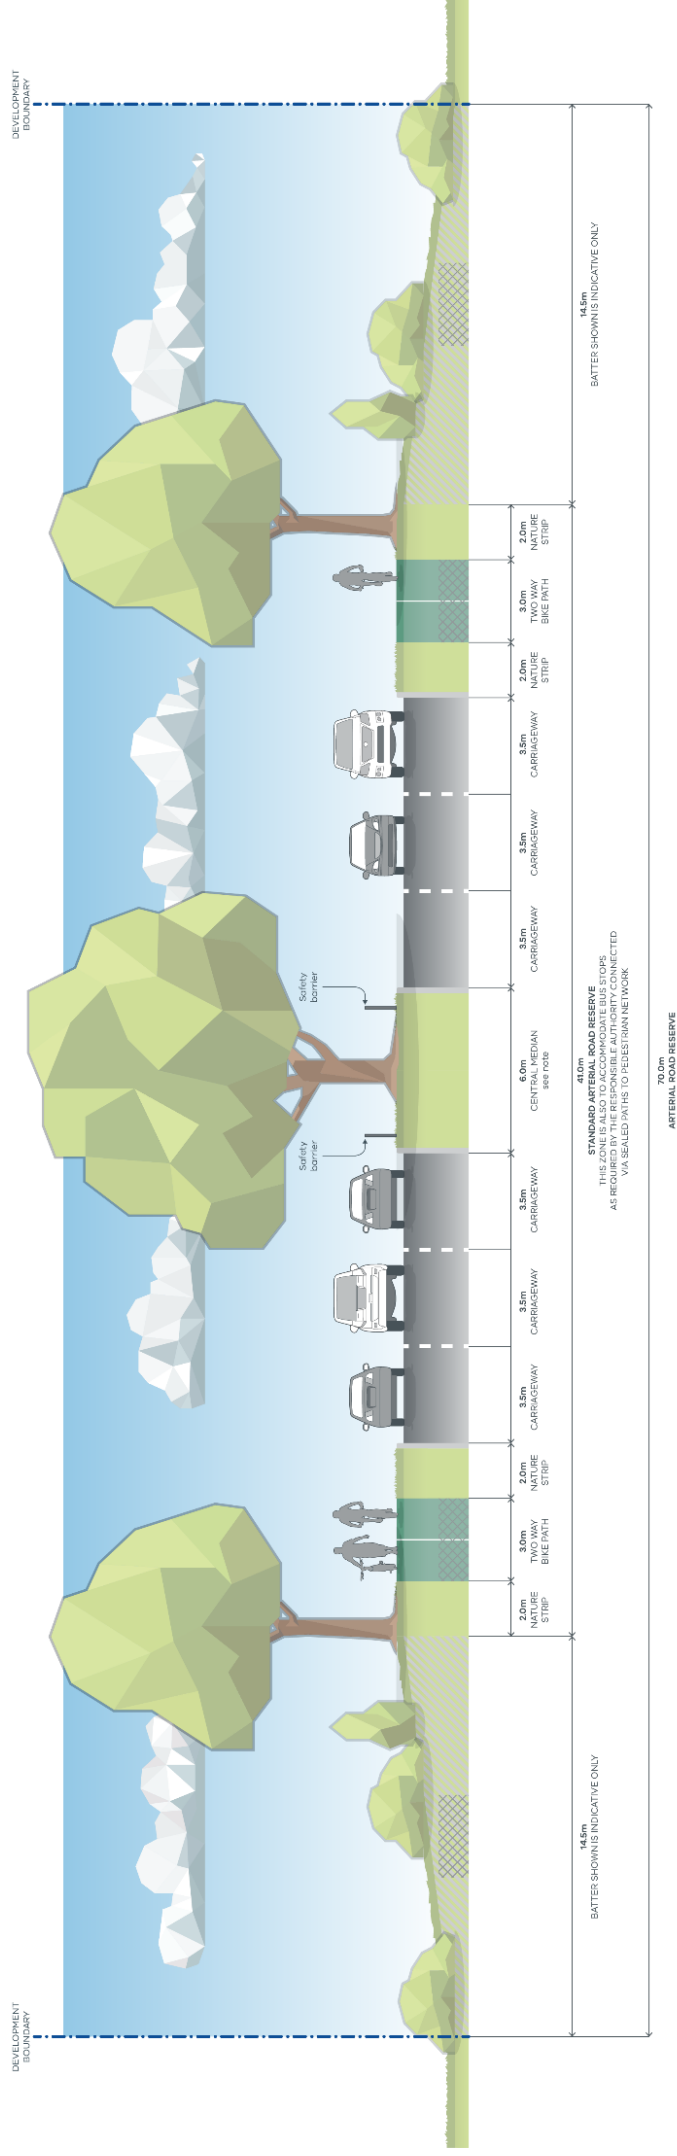 DEVELOPMENT
BOUNDARY
DEVELOPMENT
BOUNDARY
Safety
barrier
Safety
barrier
2.0m
NATURE
STRIP
3.0m
TWO WAY
BIKE PATH
2.0m
NATURE
STRIP
3.5m
CARRIAGEWAY
3.5m
CARRIAGEWAY
3.5m
CARRIAGEWAY
6.0m
CENTRAL MEDIAN
see note
3.5m
CARRIAGEWAY
3.5m
CARRIAGEWAY
3.5m
CARRIAGEWAY
2.0m
NATURE
STRIP
3.0m
TWO WAY
BIKE PATH
2.0m
NATURE
STRIP
14.5m
BATTER SHOWN IS INDICATIVE ONLY
41.0m
STANDARD ARTERIAL ROAD RESERVE
THIS ZONE IS ALSO TO ACCOMMODATE BUS STOPS
AS REQUIRED BY THE RESPONSIBLE AUTHORITY CONNECTED
VIA SEALED PATHS TO PEDESTRIAN NETWORK
14.5m
BATTER SHOWN IS INDICATIVE ONLY
70.0m
ARTERIAL ROAD RESERVE